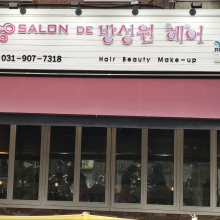 SALON DE 방성원 헤어
031-907-7318
Hair Beauty Make-up